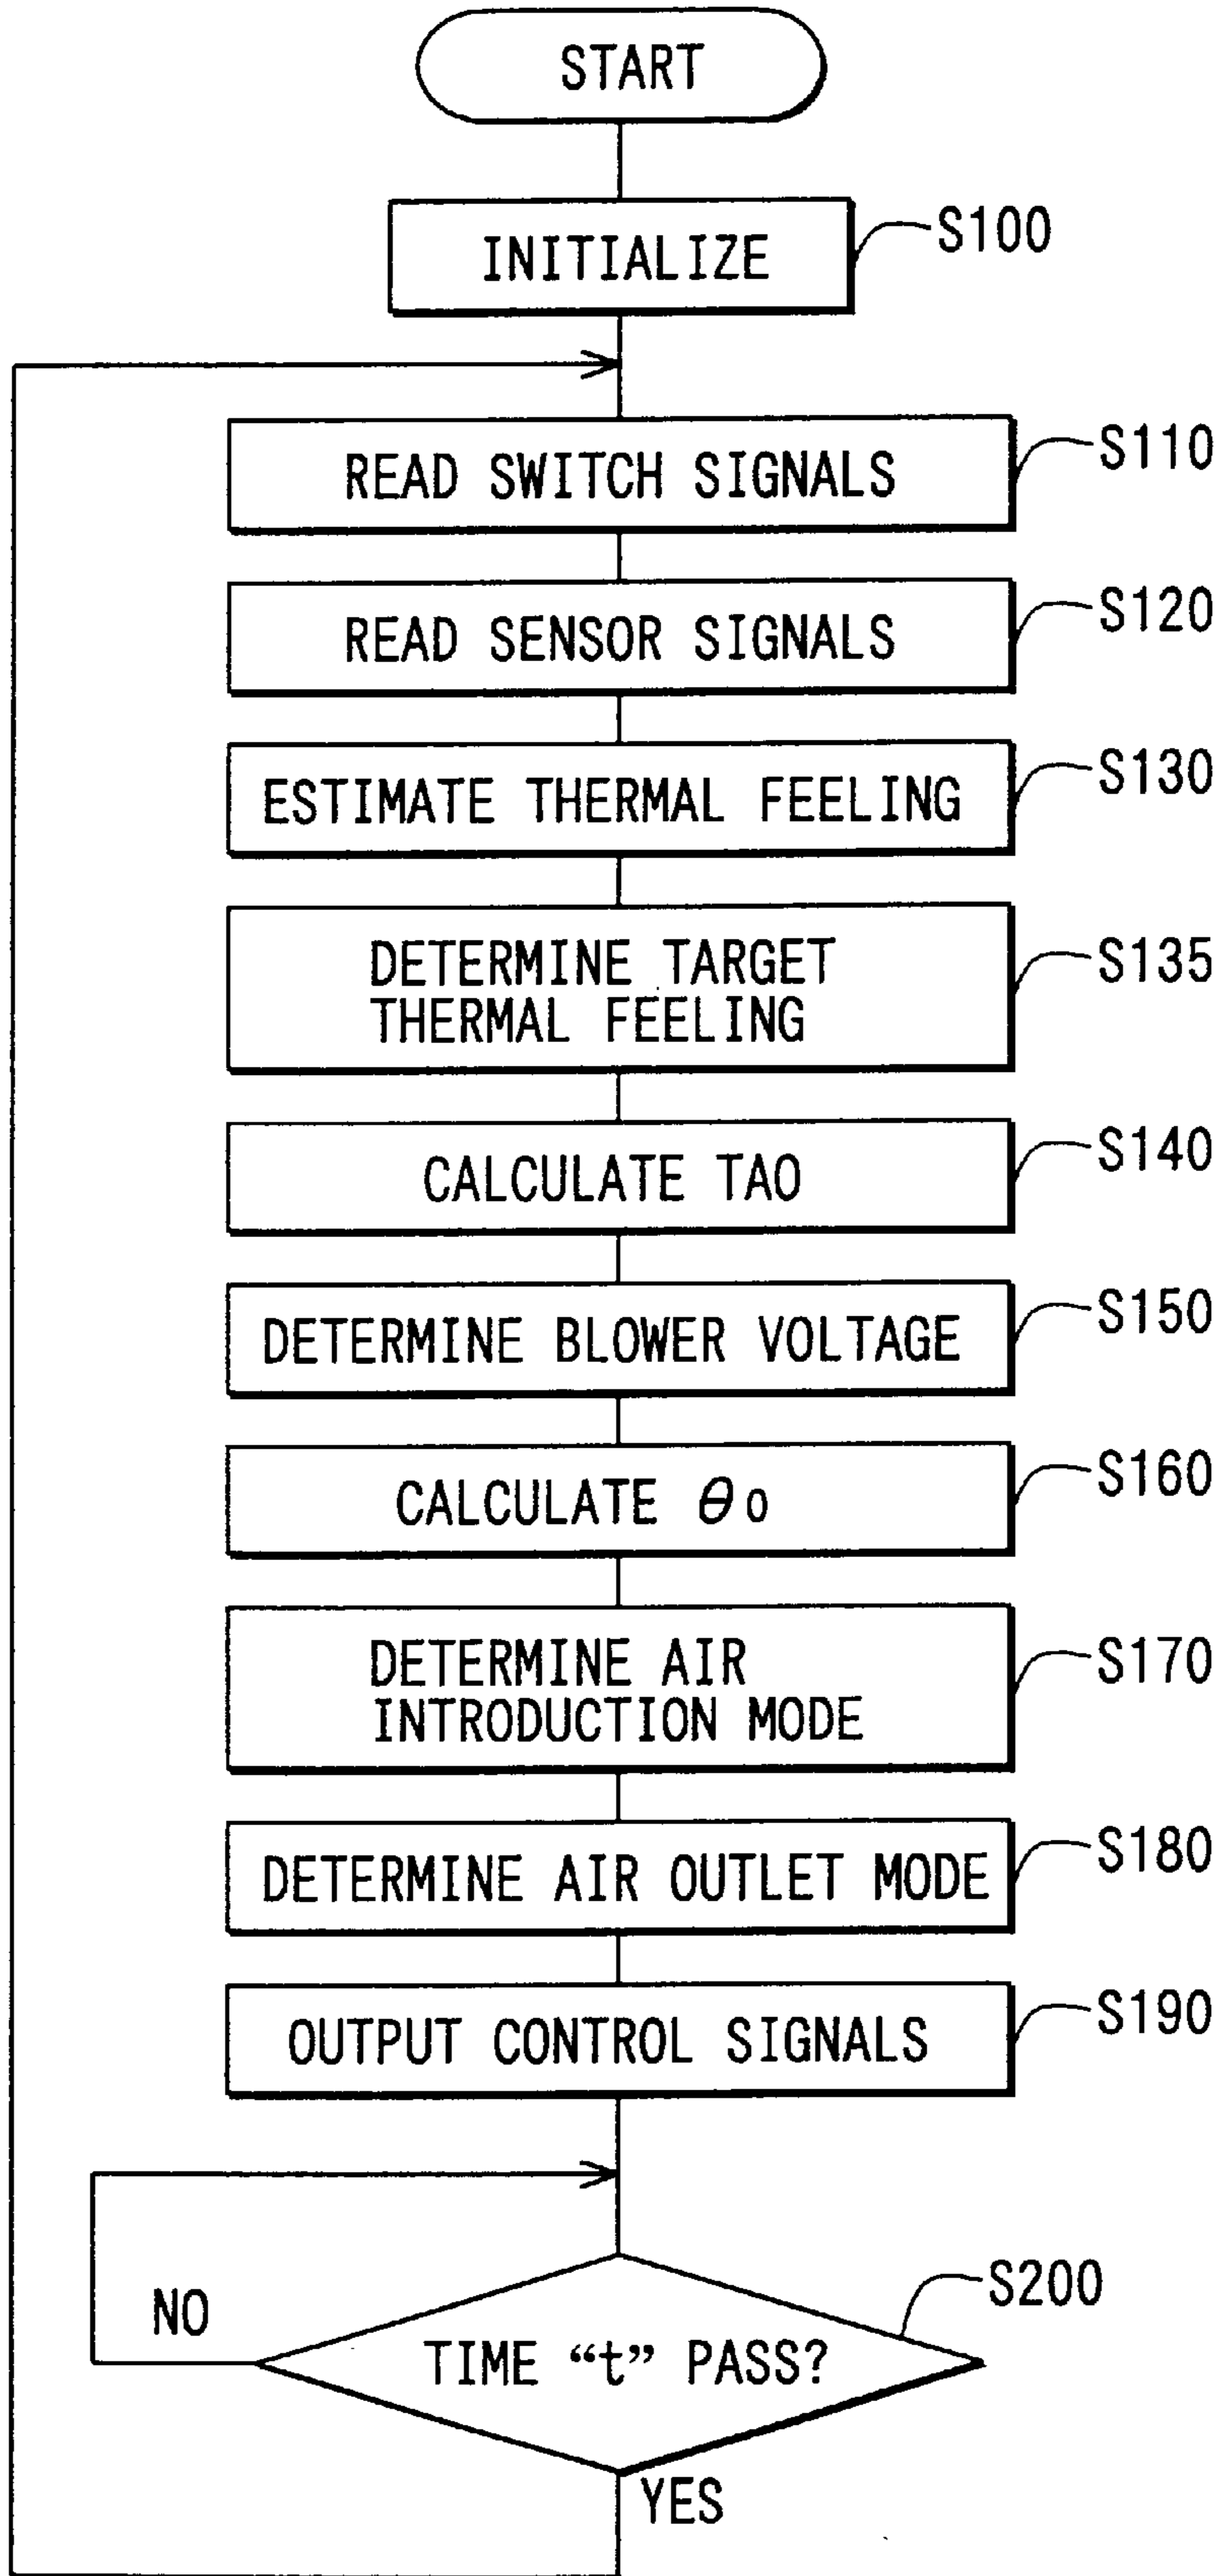 START
INITIALIZE
S100
READ SWITCH SIGNALS
S110
READ SENSOR SIGNALS
S120
ESTIMATE THERMAL FEELING
S130
DETERMINE TARGET
THERMAL FEELING
S135
CALCULATE TAO
S140
DETERMINE BLOWER VOLTAGE
S150
CALCULATE θ0
S160
DETERMINE AIR
INTRODUCTION MODE
S170
DETERMINE AIR OUTLET MODE
S180
OUTPUT CONTROL SIGNALS
S190
S200
NO
TIME “t” PASS?
YES